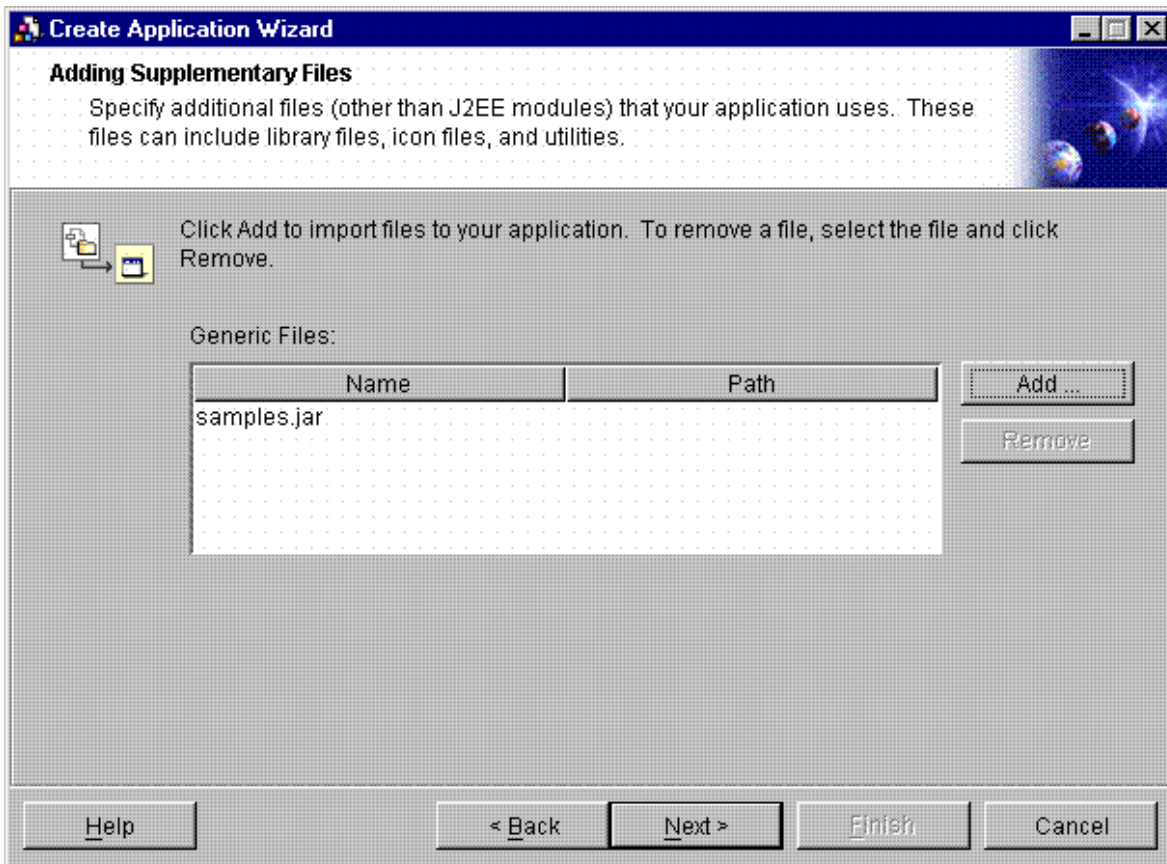 Create Application Wizard
Adding Supplementary Files
Specify additional files (other than J2EE modules) that your application uses.  These
files can include library files, icon files, and utilities.
Click Add to import files to your application.  To remove a file, select the file and click
Remove.
Generic Files:
Name Path Add ...
samples.jar
Remove
Help < Back Next > Finish Cancel